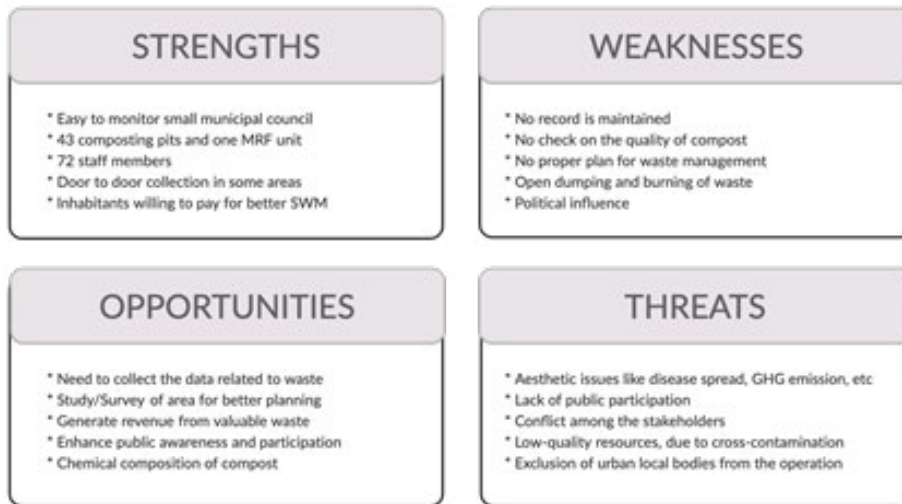 STRENGTHS
* Easy to monitor small municipal council
* 43 composting pits and one MRF unit
* 72 staff members
* Door to door collection in some areas
* Inhabitants willing to pay for better SWM
WEAKNESSES
* No record is maintained
* No check on the quality of compost
* No proper plan for waste management
* Open dumping and burning of waste
* Political influence
OPPORTUNITIES
* Need to collect the data related to waste
* Study/Survey of area for better planning
* Generate revenue from valuable waste
* Enhance public awareness and participation
* Chemical composition of compost
THREATS
* Aesthetic issues like disease spread, GHG emission, etc
* Lack of public participation
* Conflict among the stakeholders
* Low-quality resources, due to cross-contamination
* Exclusion of urban local bodies from the operation